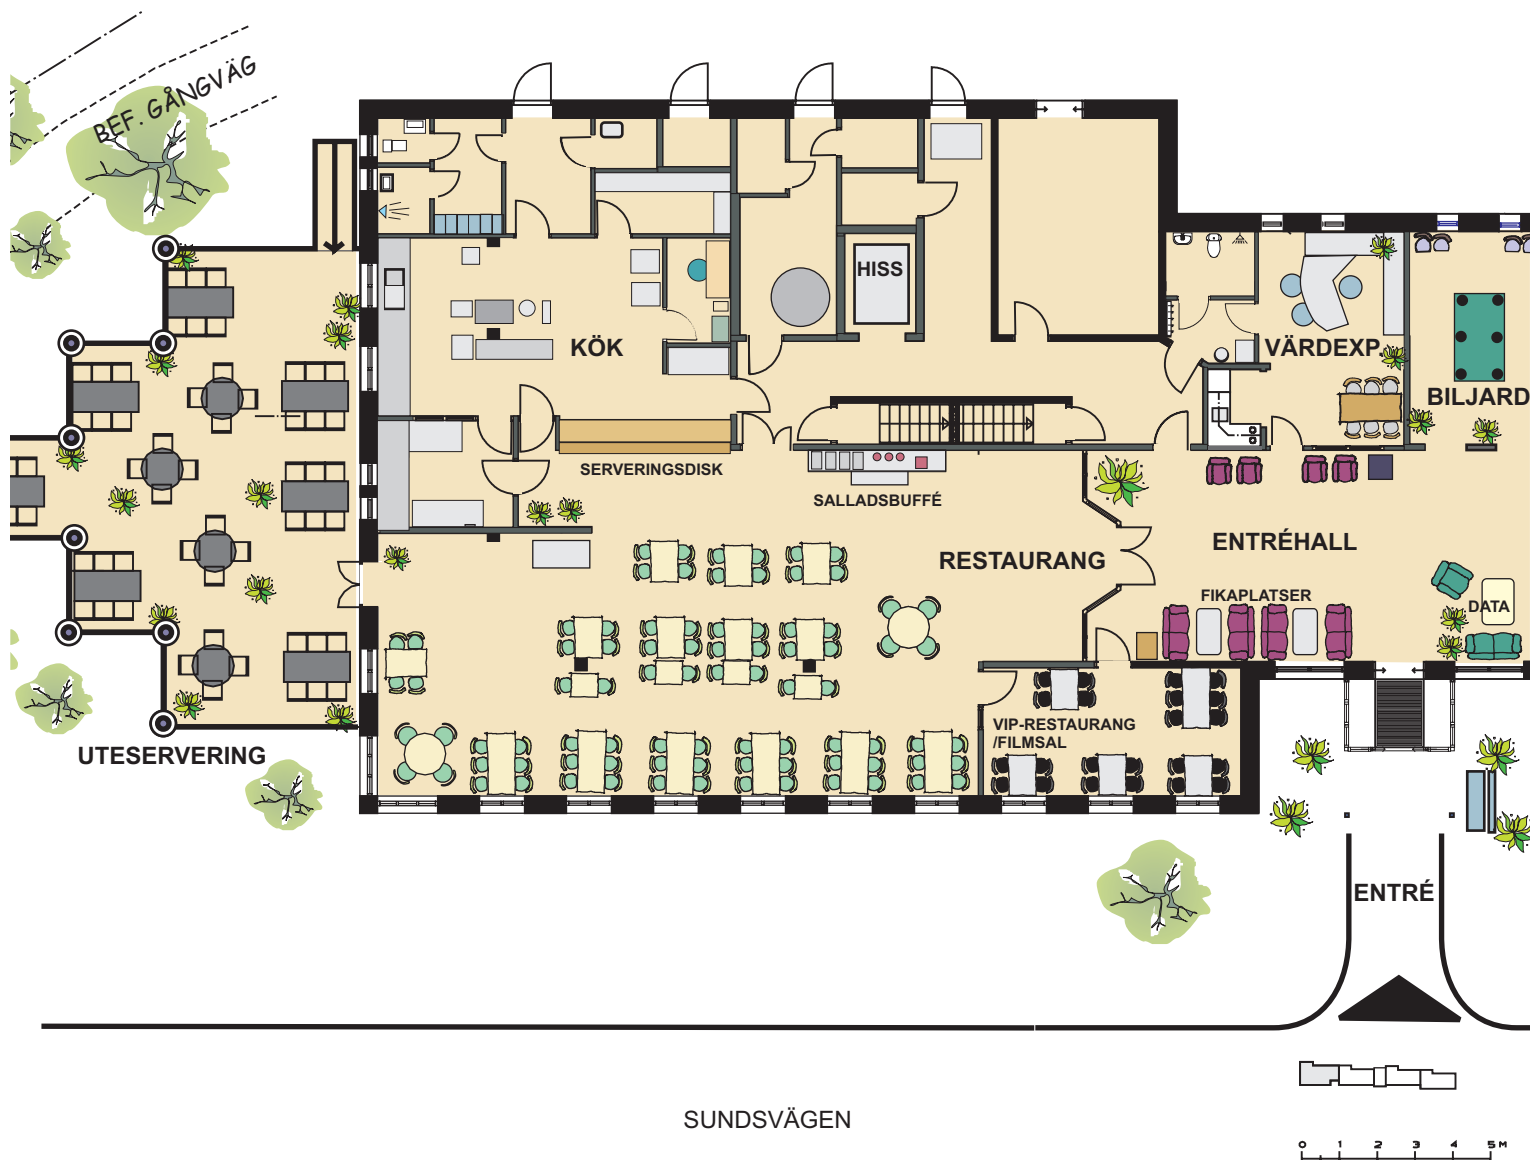 BEF. GÅNGVÄG
HISS
KÖK
VÄRDEXP.
BILJARD
SERVERINGSDISK
SALLADSBUFFÉ
RESTAURANG
ENTRÉHALL
FIKAPLATSER
DATA
VIP-RESTAURANG
/FILMSAL
UTESERVERING
ENTRÉ
SUNDSVÄGEN
0 1 2 3 4 5 M